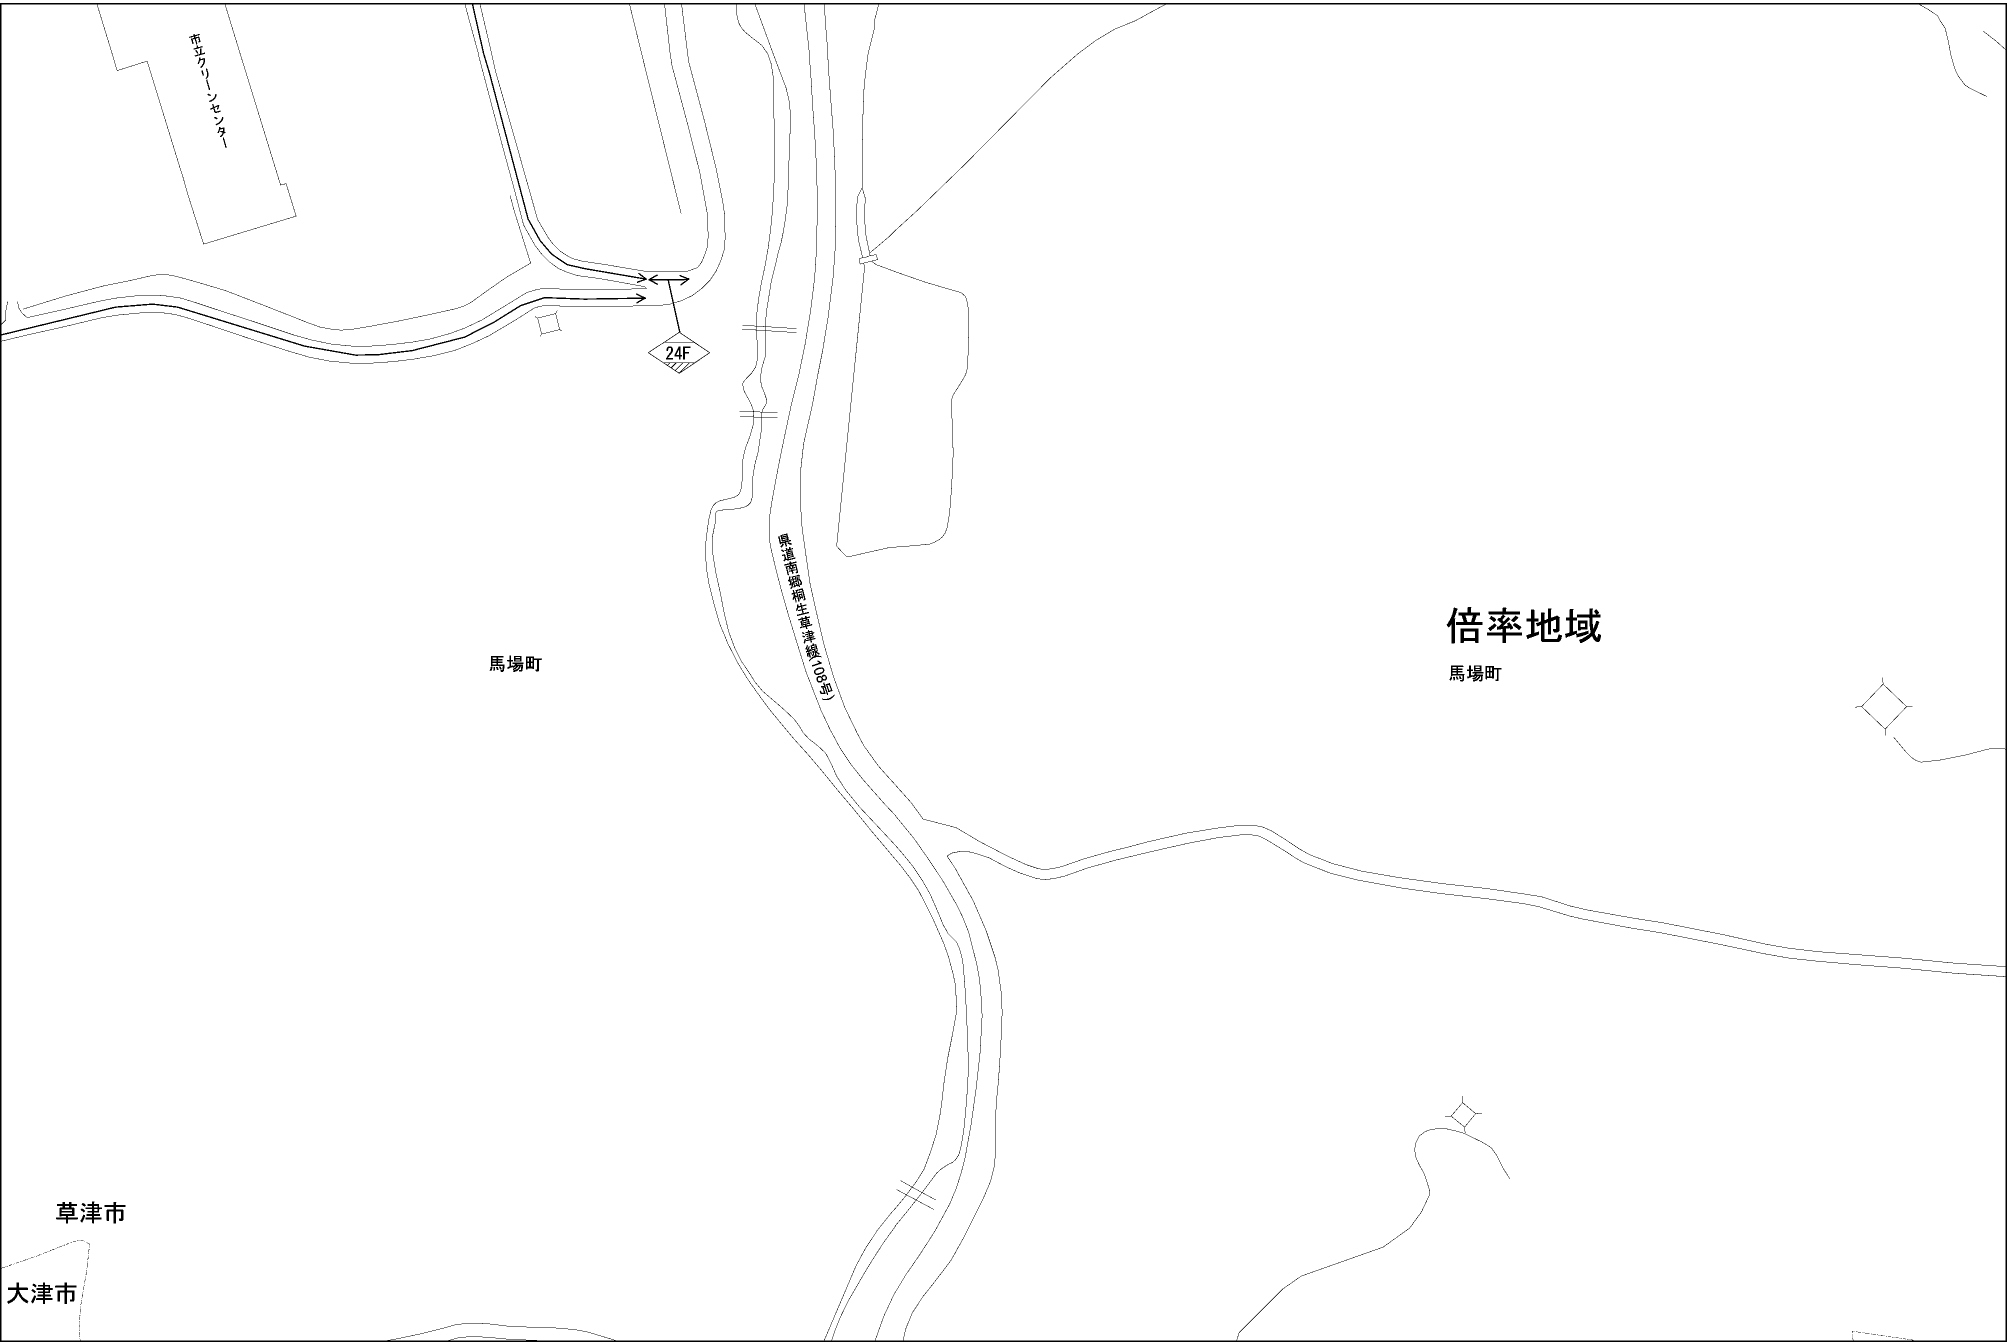 市立クリーンセンター
24F
県道南郷桐生草津線(108号)
倍率地域
馬場町
馬場町
草津市
大津市